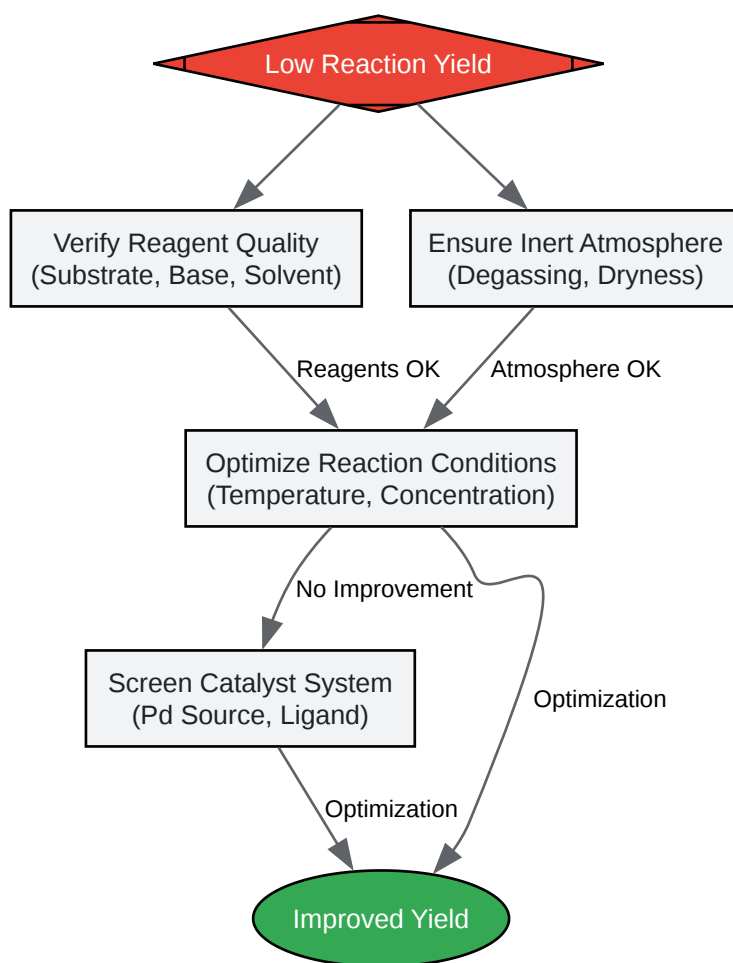 Low Reaction Yield
Verify Reagent Quality
(Substrate, Base, Solvent)
Ensure Inert Atmosphere
(Degassing, Dryness)
Reagents OK
Atmosphere OK
Optimize Reaction Conditions
(Temperature, Concentration)
No Improvement
Screen Catalyst System
(Pd Source, Ligand)
Optimization
Optimization
Improved Yield